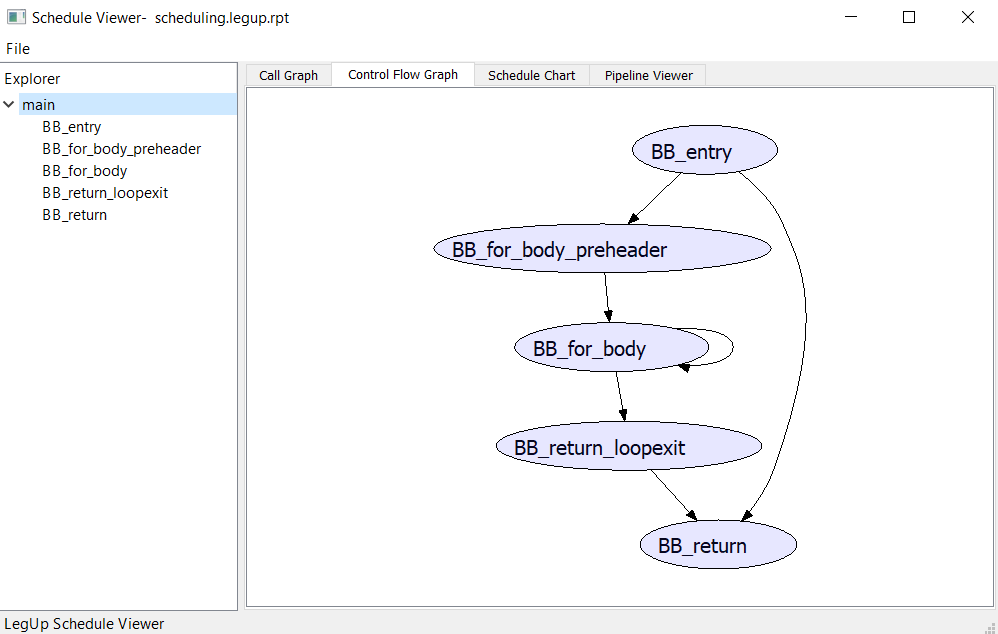 Schedule Viewer-  scheduling.legup.rpt
File
Explorer
main
BB_entry
BB_for_body_preheader
BB_for_body
BB_return_loopexit
BB_return
Call Graph
Control Flow Graph
Schedule Chart
Pipeline Viewer
BB_entry
BB_for_body_preheader
BB_for_body
BB_return_loopexit
BB_return
LegUp Schedule Viewer